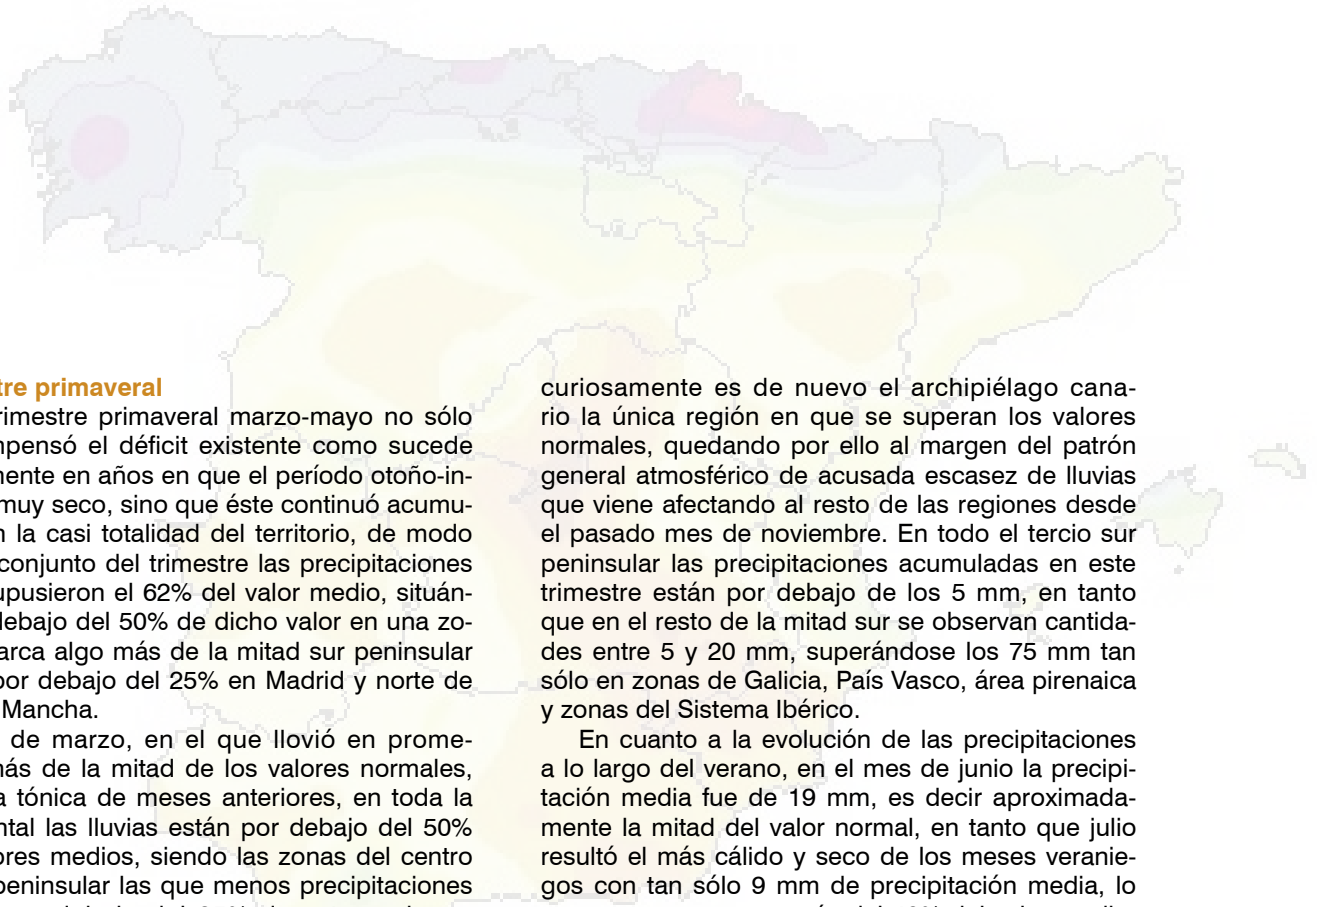 tre primaveral
rimestre primaveral marzo-mayo no sólo
mpensó el déficit existente como sucede
mente en años en que el período otoño-in-
muy seco, sino que éste continuó acumu-
n la casi totalidad del territorio, de modo
conjunto del trimestre las precipitaciones
upusieron el 62% del valor medio, situán-
debajo del 50% de dicho valor en una zo-
arca algo más de la mitad sur peninsular
por debajo del 25% en Madrid y norte de
Mancha.
de marzo, en el que llovió en prome-
más de la mitad de los valores normales,
a tónica de meses anteriores, en toda la
ntal las lluvias están por debajo del 50%
ores medios, siendo las zonas del centro
peninsular las que menos precipitaciones
curiosamente es de nuevo el archipiélago cana-
rio la única región en que se superan los valores
normales, quedando por ello al margen del patrón
general atmosférico de acusada escasez de lluvias
que viene afectando al resto de las regiones desde
el pasado mes de noviembre. En todo el tercio sur
peninsular las precipitaciones acumuladas en este
trimestre están por debajo de los 5 mm, en tanto
que en el resto de la mitad sur se observan cantida-
des entre 5 y 20 mm, superándose los 75 mm tan
sólo en zonas de Galicia, País Vasco, área pirenaica
y zonas del Sistema Ibérico.
En cuanto a la evolución de las precipitaciones
a lo largo del verano, en el mes de junio la precipi-
tación media fue de 19 mm, es decir aproximada-
mente la mitad del valor normal, en tanto que julio
resultó el más cálido y seco de los meses veranie-
gos con tan sólo 9 mm de precipitación media, lo